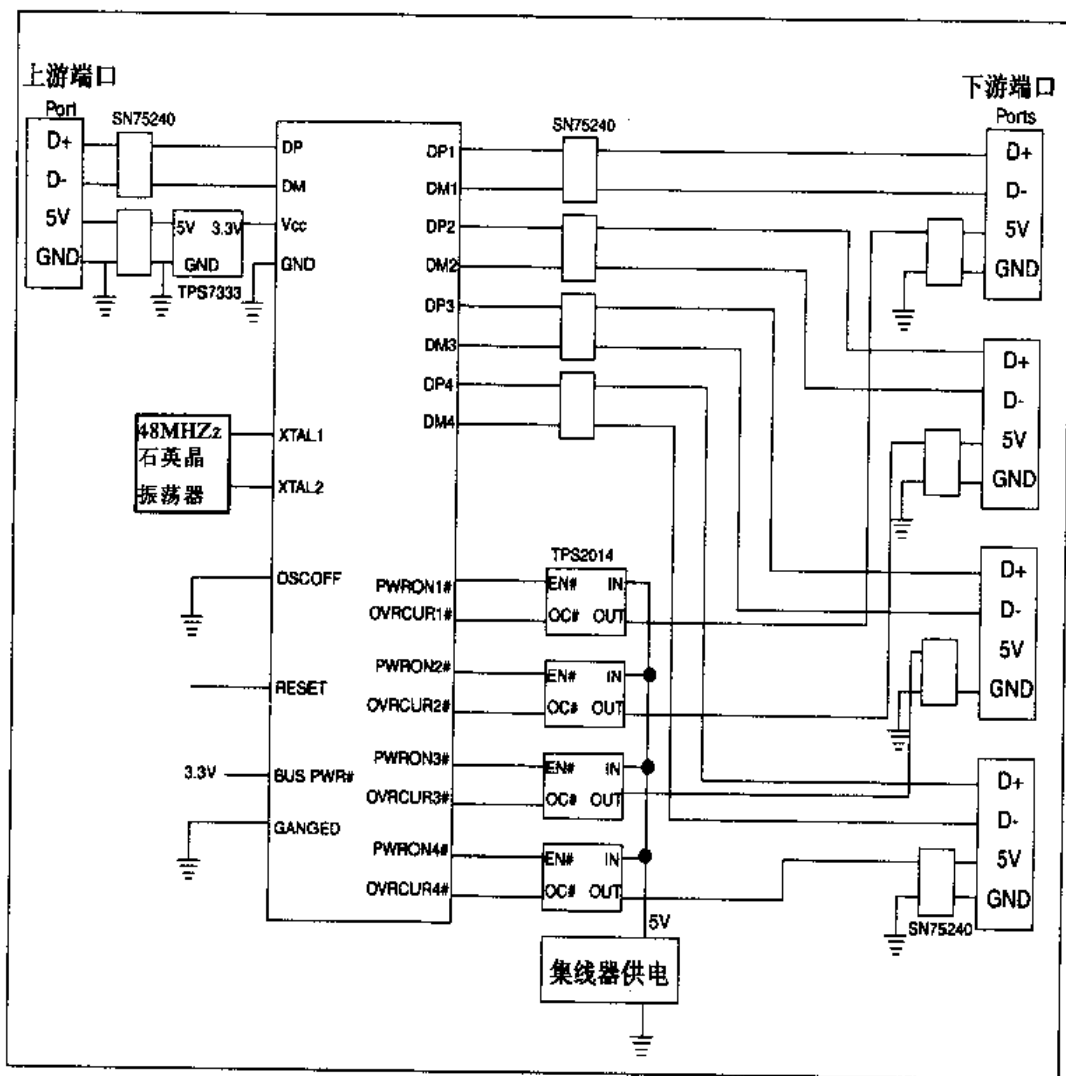 上游端口
Port
D+
D-
5V
GND
SN75240
5V 3.3V
GND
TPS7333
DP
DM
Vcc
GND
48MHZz
石英晶
振荡器
XTAL1
XTAL2
OSCOFF
RESET
3.3V
BUS PWR#
GANGED
DP1
DM1
DP2
DM2
DP3
DM3
DP4
DM4
PWRON1#
OVRCUR1#
PWRON2#
OVRCUR2#
PWRON3#
OVRCUR3#
PWRON4#
OVRCUR4#
SN75240
TPS2014
EN# IN
OC# OUT
EN# IN
OC# OUT
EN# IN
OC# OUT
EN# IN
OC# OUT
5V
集线器供电
下游端口
Ports
D+
D-
5V
GND
D+
D-
5V
GND
D+
D-
5V
GND
D+
D-
5V
GND
SN75240